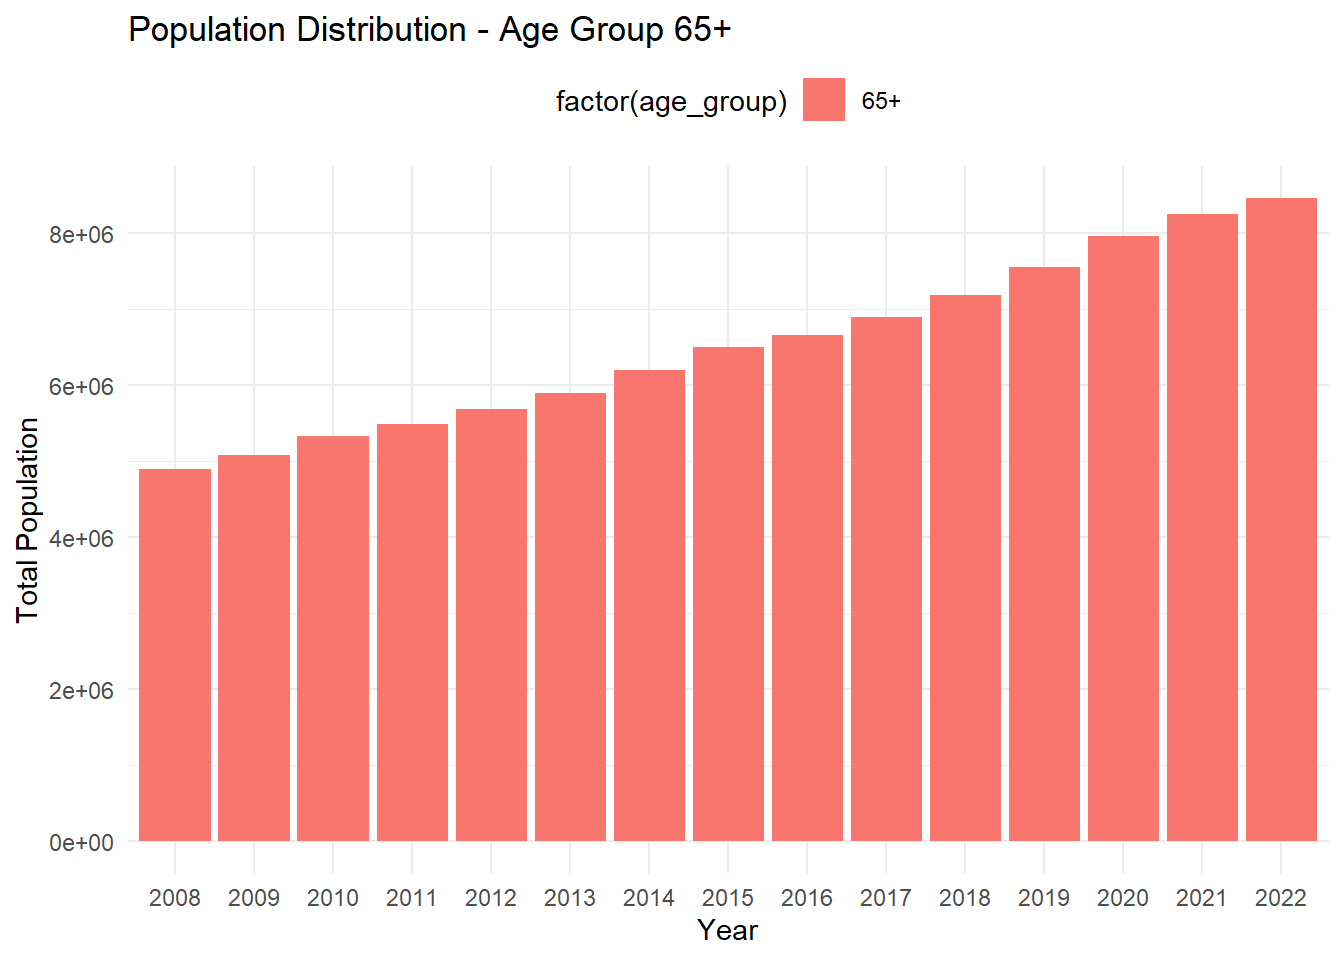 Population Distribution - Age Group 65+
factor(age_group) 65+
8e+06
6e+06
4e+06
2e+06
0e+00
Total Population
2008 2009 2010 2011 2012 2013 2014 2015 2016 2017 2018 2019 2020 2021 2022
Year